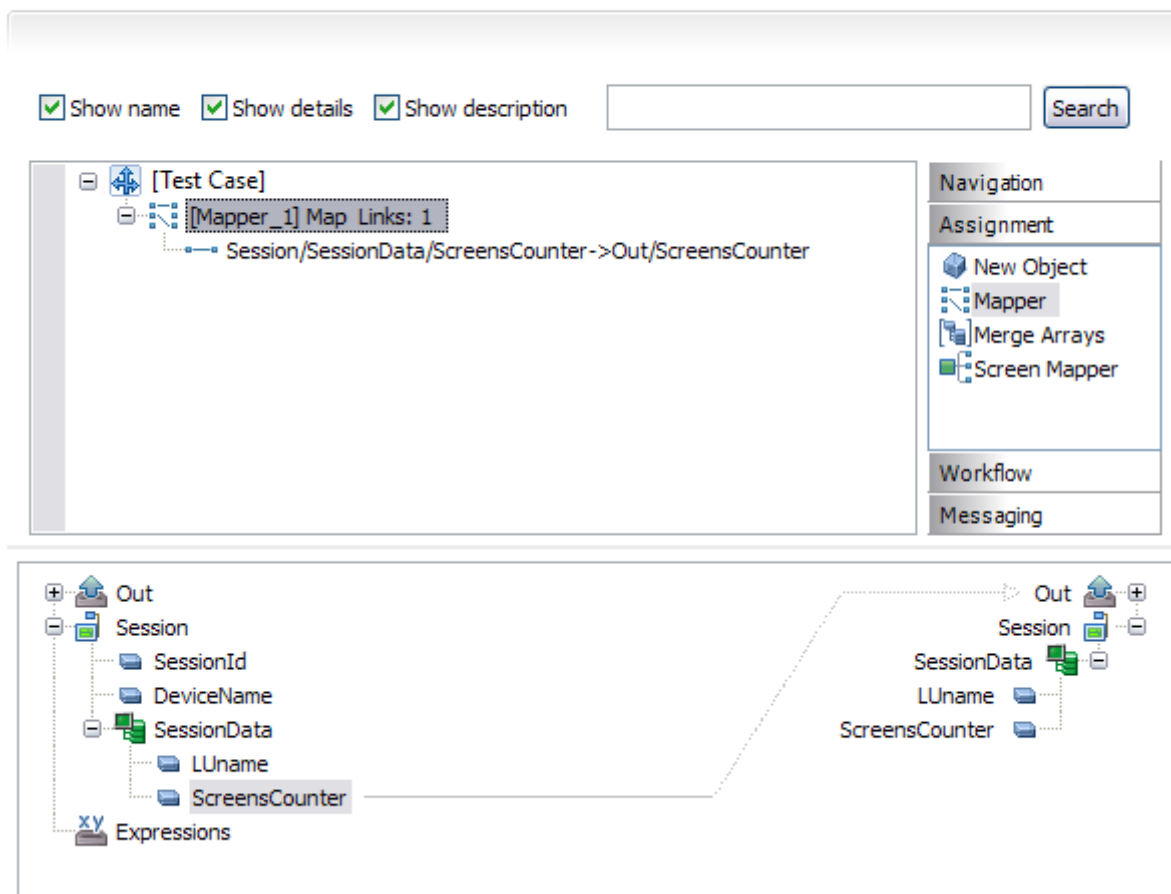 Show name Show details Show description Search
[Test Case]
[Mapper_1] Map Links: 1
Session/SessionData/ScreensCounter->Out/ScreensCounter
Navigation
Assignment
New Object
Mapper
Merge Arrays
Screen Mapper
Workflow
Messaging
Out
Session
SessionId
DeviceName
SessionData
LUname
ScreensCounter
XY
Expressions
Out
Session
SessionData
LUname
ScreensCounter